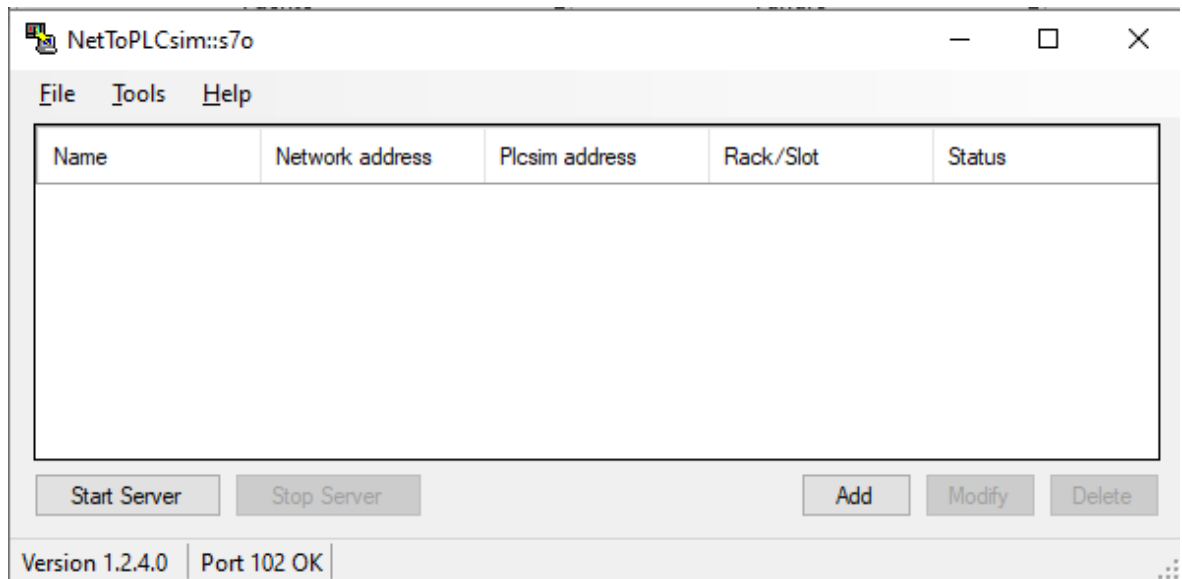 NetToPLCsim::s7o
File Tools Help
Name Network address Plcsim address Rack/Slot Status
Start Server Stop Server Add Modify Delete
Version 1.2.4.0 Port 102 OK